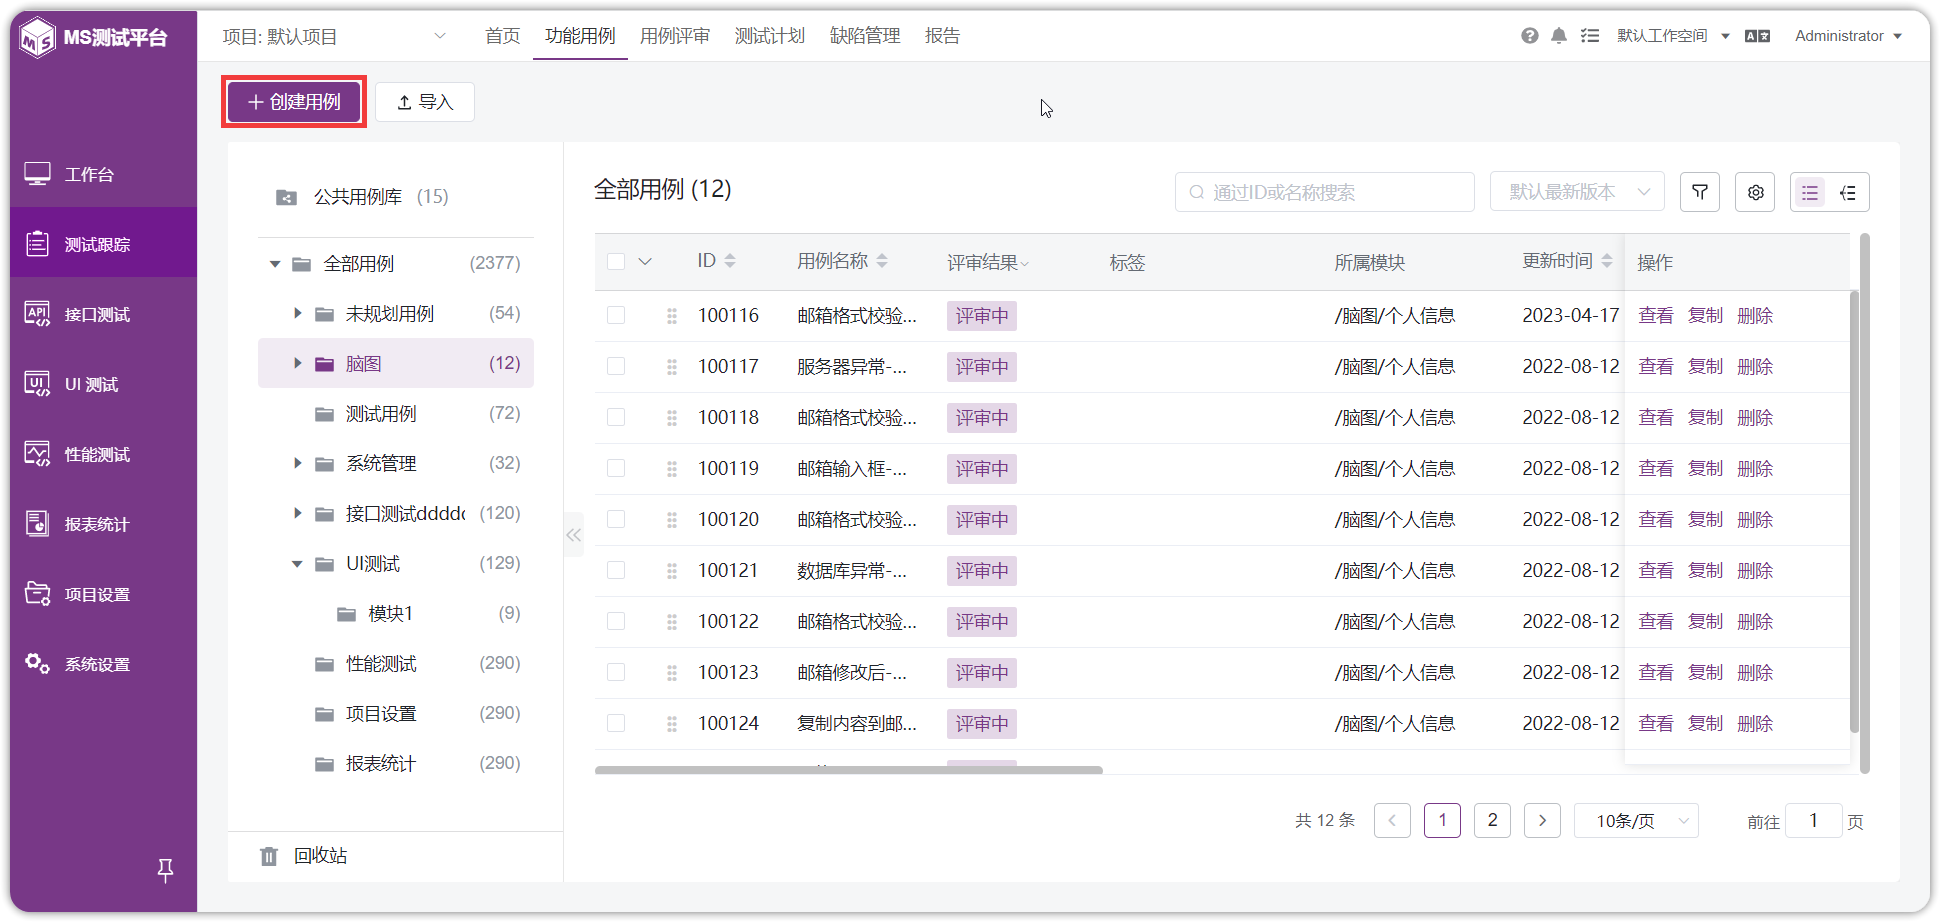 MS测试平台
项目: 默认项目
首页 功能用例 用例评审 测试计划 缺陷管理 报告
默认工作空间
Administrator
创建用例
导入
工作台
测试跟踪
接口测试
UI 测试
性能测试
报表统计
项目设置
系统设置
公共用例库 (15)
全部用例 (2377)
未规划用例 (54)
脑图 (12)
测试用例 (72)
系统管理 (32)
接口测试dddd (120)
UI测试 (129)
模块1 (9)
性能测试 (290)
项目设置 (290)
报表统计 (290)
回收站
全部用例 (12)
通过ID或名称搜索
默认最新版本
ID 用例名称 评审结果 标签 所属模块 更新时间 操作
100116 邮箱格式校验... 评审中 /脑图/个人信息 2023-04-17 查看 复制 删除
100117 服务器异常-... 评审中 /脑图/个人信息 2022-08-12 查看 复制 删除
100118 邮箱格式校验... 评审中 /脑图/个人信息 2022-08-12 查看 复制 删除
100119 邮箱输入框-... 评审中 /脑图/个人信息 2022-08-12 查看 复制 删除
100120 邮箱格式校验... 评审中 /脑图/个人信息 2022-08-12 查看 复制 删除
100121 数据库异常-... 评审中 /脑图/个人信息 2022-08-12 查看 复制 删除
100122 邮箱格式校验... 评审中 /脑图/个人信息 2022-08-12 查看 复制 删除
100123 邮箱修改后-... 评审中 /脑图/个人信息 2022-08-12 查看 复制 删除
100124 复制内容到邮... 评审中 /脑图/个人信息 2022-08-12 查看 复制 删除
共 12 条 1 2 10条/页 前往 1 页